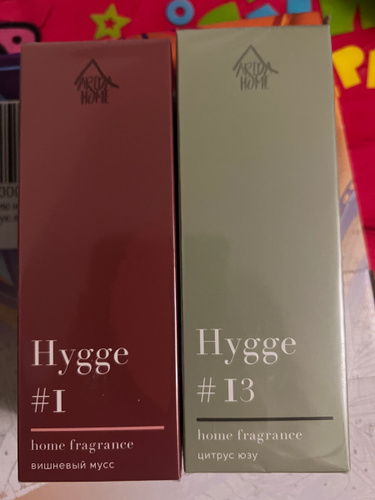 ARIDA
HOME
Hygge
#1
home fragrance
вишневый мусс
ARIDA
HOME
Hygge
#13
home fragrance
цитрус юзу